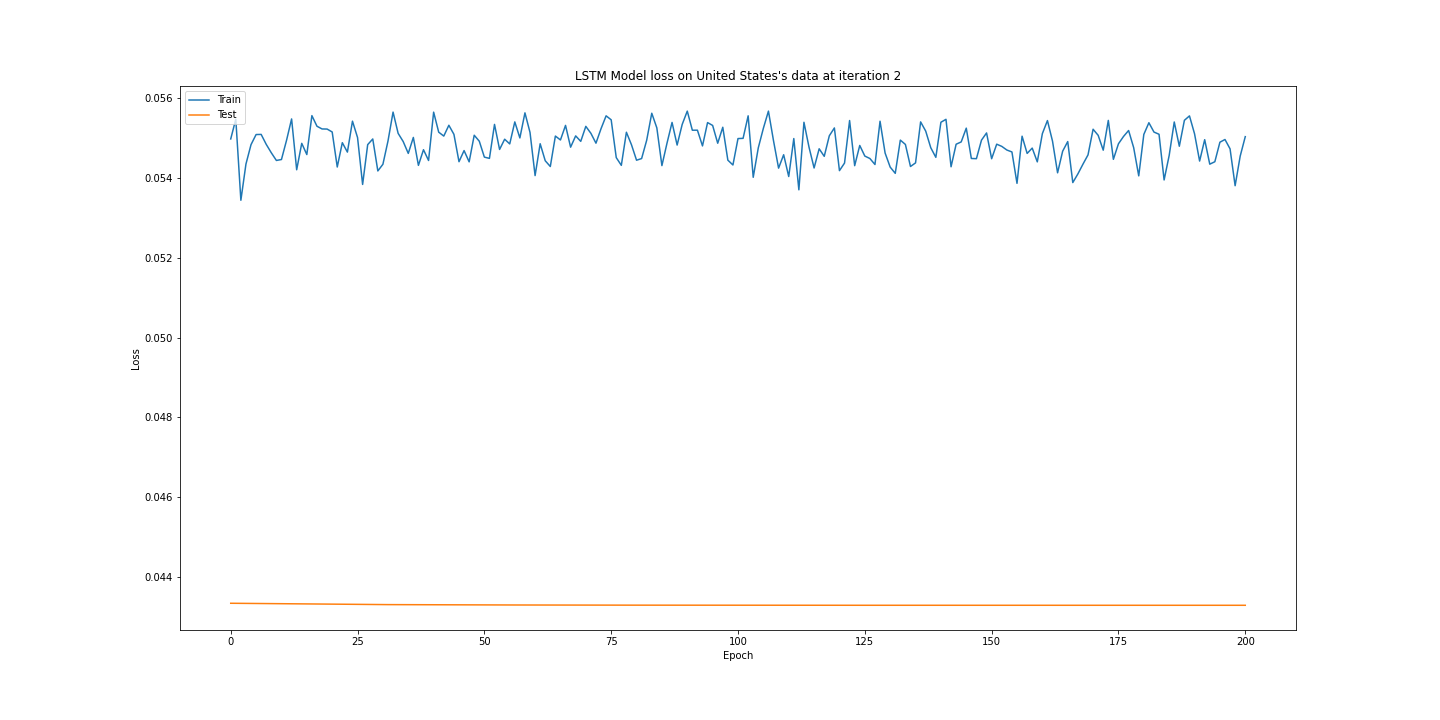 LSTM Model loss on United States's data at iteration 2
Train
Test
0.056
0.054
0.052
0.050
0.048
0.046
0.044
Loss
0 25 50 75 100 125 150 175 200
Epoch